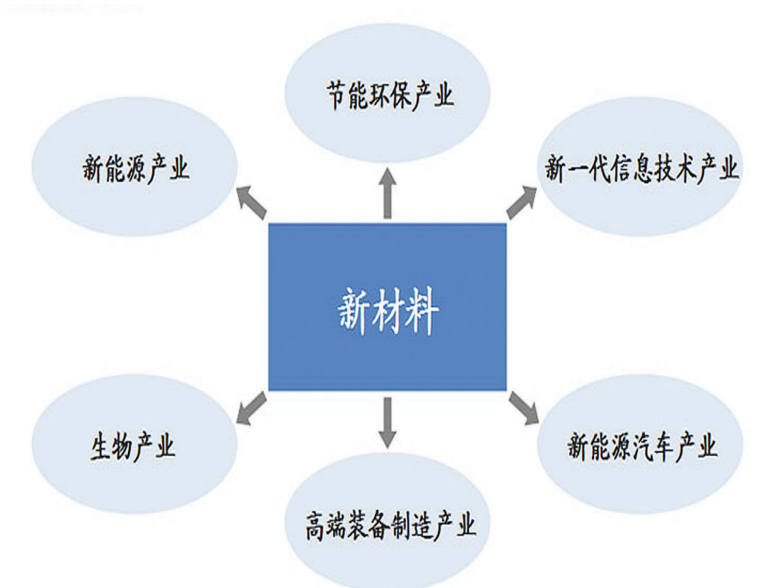 节能环保产业
新能源产业
新一代信息技术产业
新材料
生物产业
新能源汽车产业
高端装备制造产业